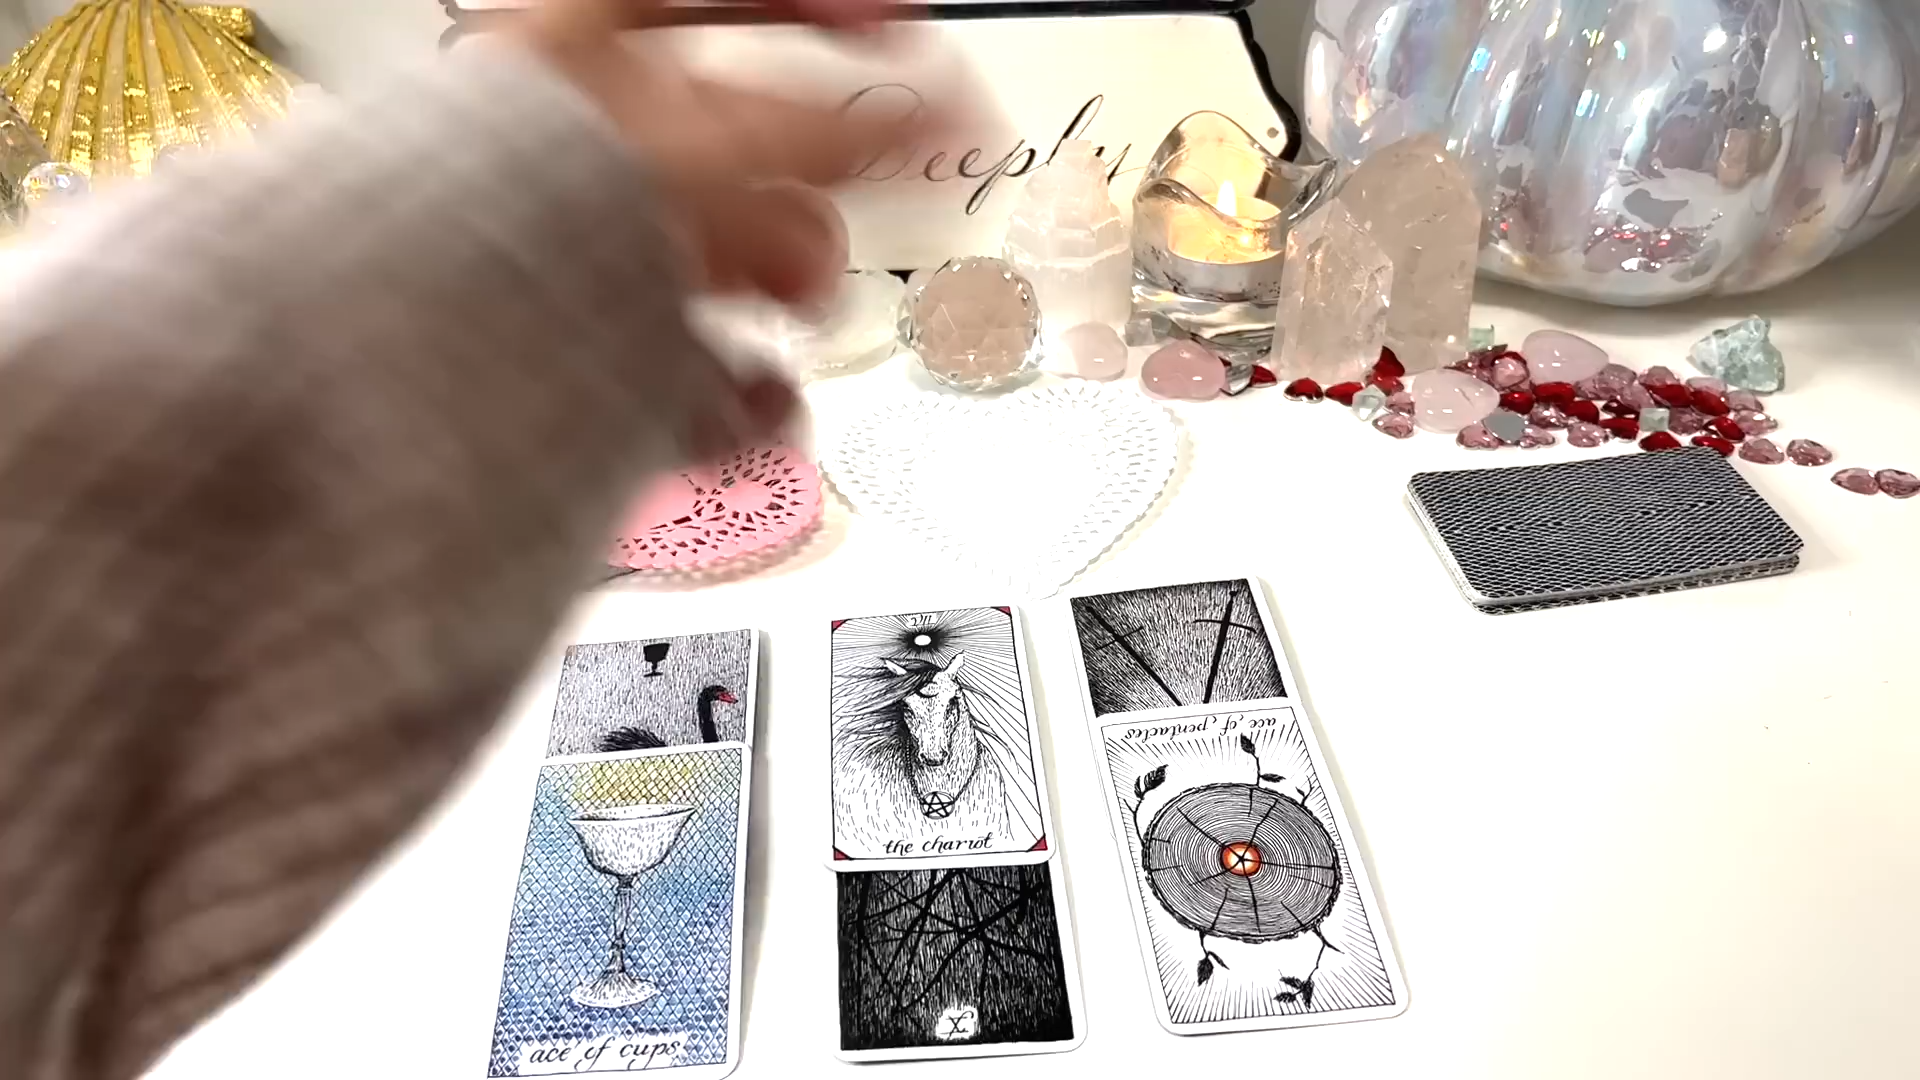 Deeply
the chariot
ace of pentacles
X
ace of cups